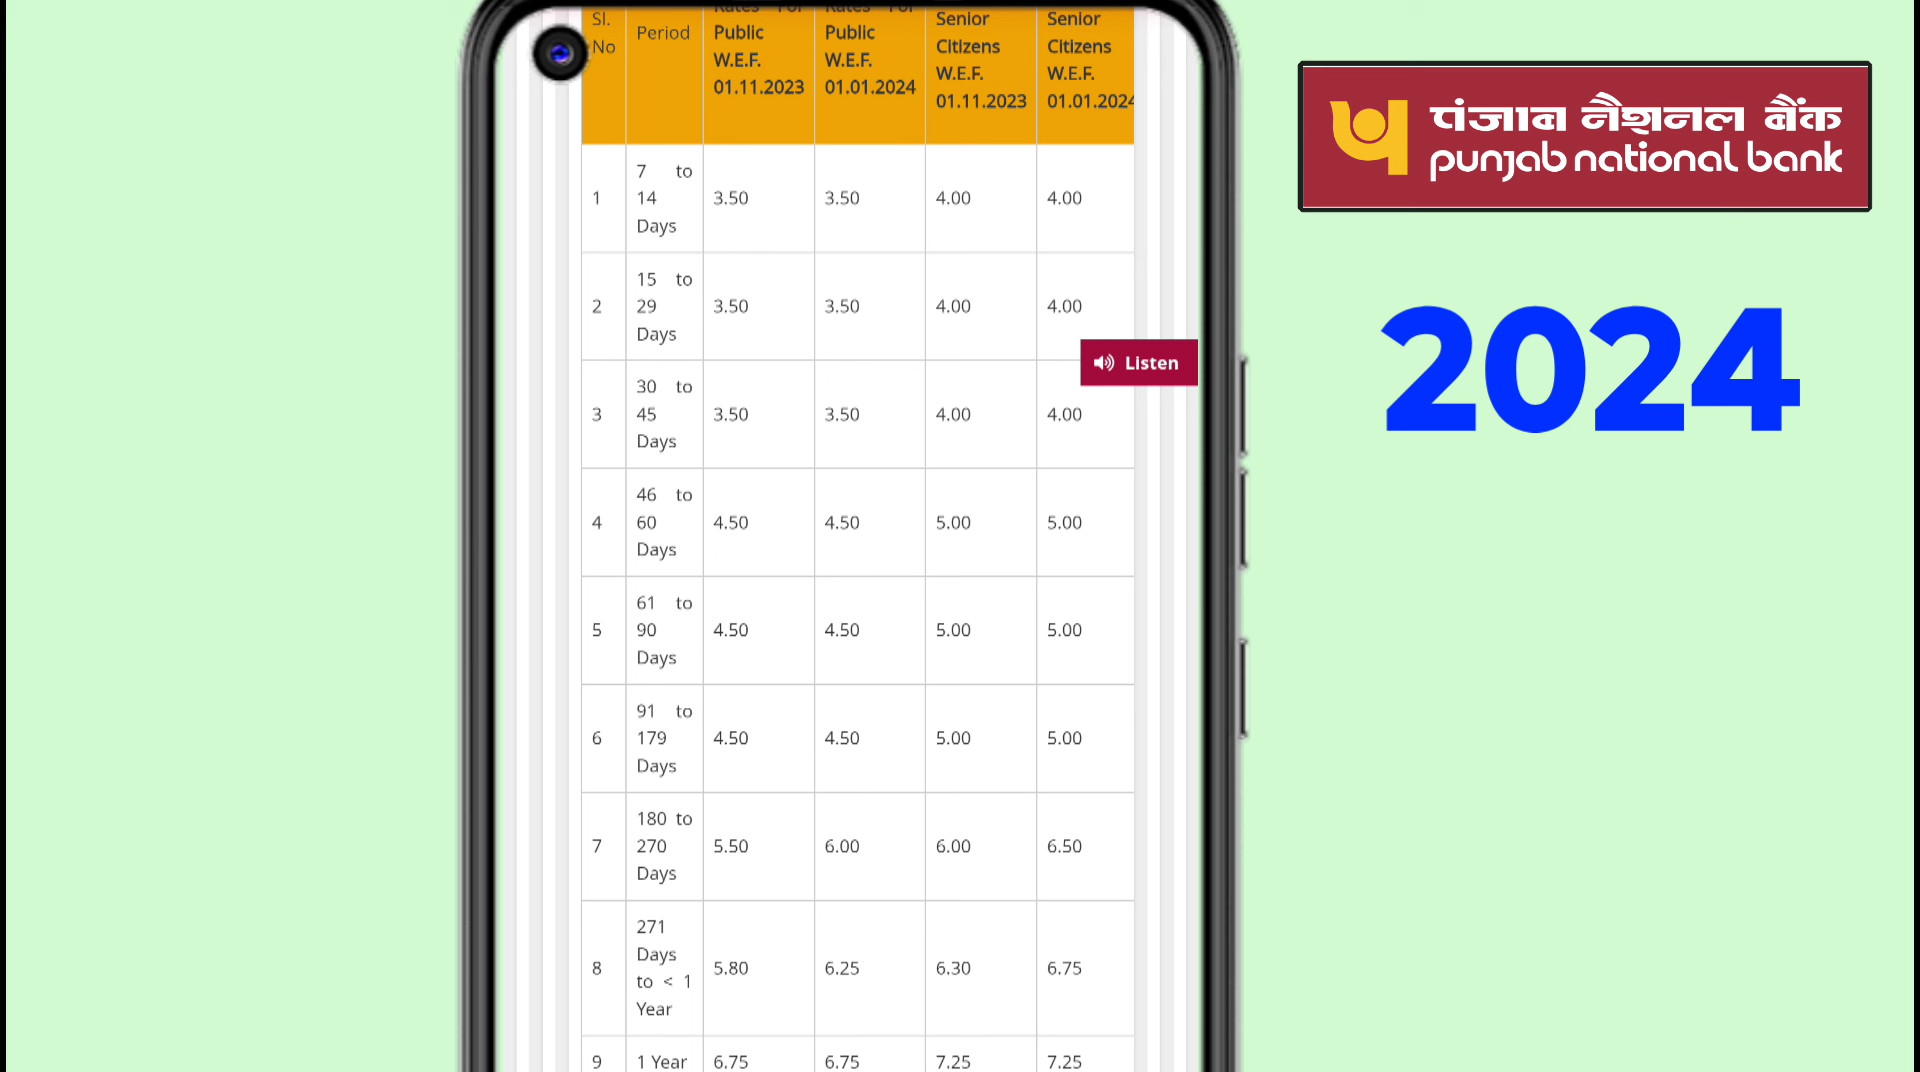 Sl.
No
Period
Rates For
Public
W.E.F.
01.11.2023
Rates For
Public
W.E.F.
01.01.2024
Senior
Citizens
W.E.F.
01.11.2023
Senior
Citizens
W.E.F.
01.01.2024
1
7 to
14
Days
3.50
3.50
4.00
4.00
2
15 to
29
Days
3.50
3.50
4.00
4.00
3
30 to
45
Days
3.50
3.50
4.00
4.00
4
46 to
60
Days
4.50
4.50
5.00
5.00
5
61 to
90
Days
4.50
4.50
5.00
5.00
6
91 to
179
Days
4.50
4.50
5.00
5.00
7
180 to
270
Days
5.50
6.00
6.00
6.50
8
271
Days
to < 1
Year
5.80
6.25
6.30
6.75
9
1 Year
6.75
6.75
7.25
7.25
Listen
पंजाब नैशनल बैंक
punjab national bank
2024